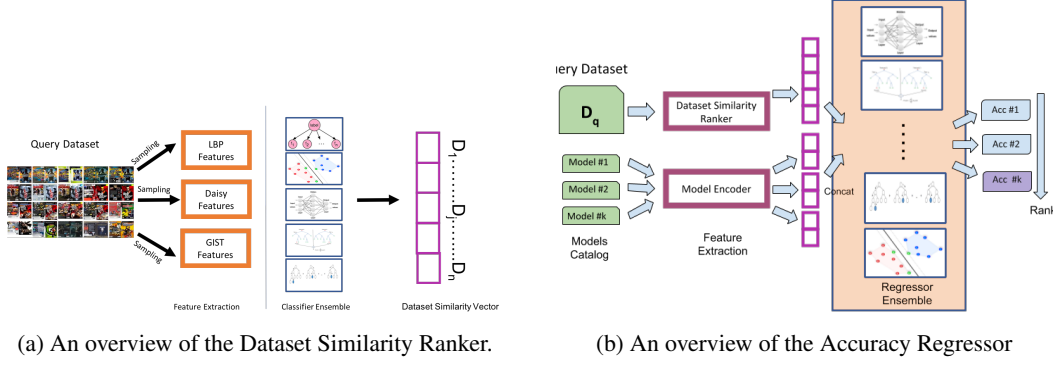 Query Dataset
Sampling
Sampling
Sampling
LBP
Features
Daisy
Features
GIST
Features
Feature Extraction
Classifier Ensemble
D1......Dj......Dn
Dataset Similarity Vector
(a) An overview of the Dataset Similarity Ranker.
uery Dataset
Dq
Dataset Similarity
Ranker
Model #1
Model #2
Model #k
Models
Catalog
Model Encoder
Feature
Extraction
Concat
Regressor
Ensemble
Acc #1
Acc #2
Acc #k
Rank
(b) An overview of the Accuracy Regressor